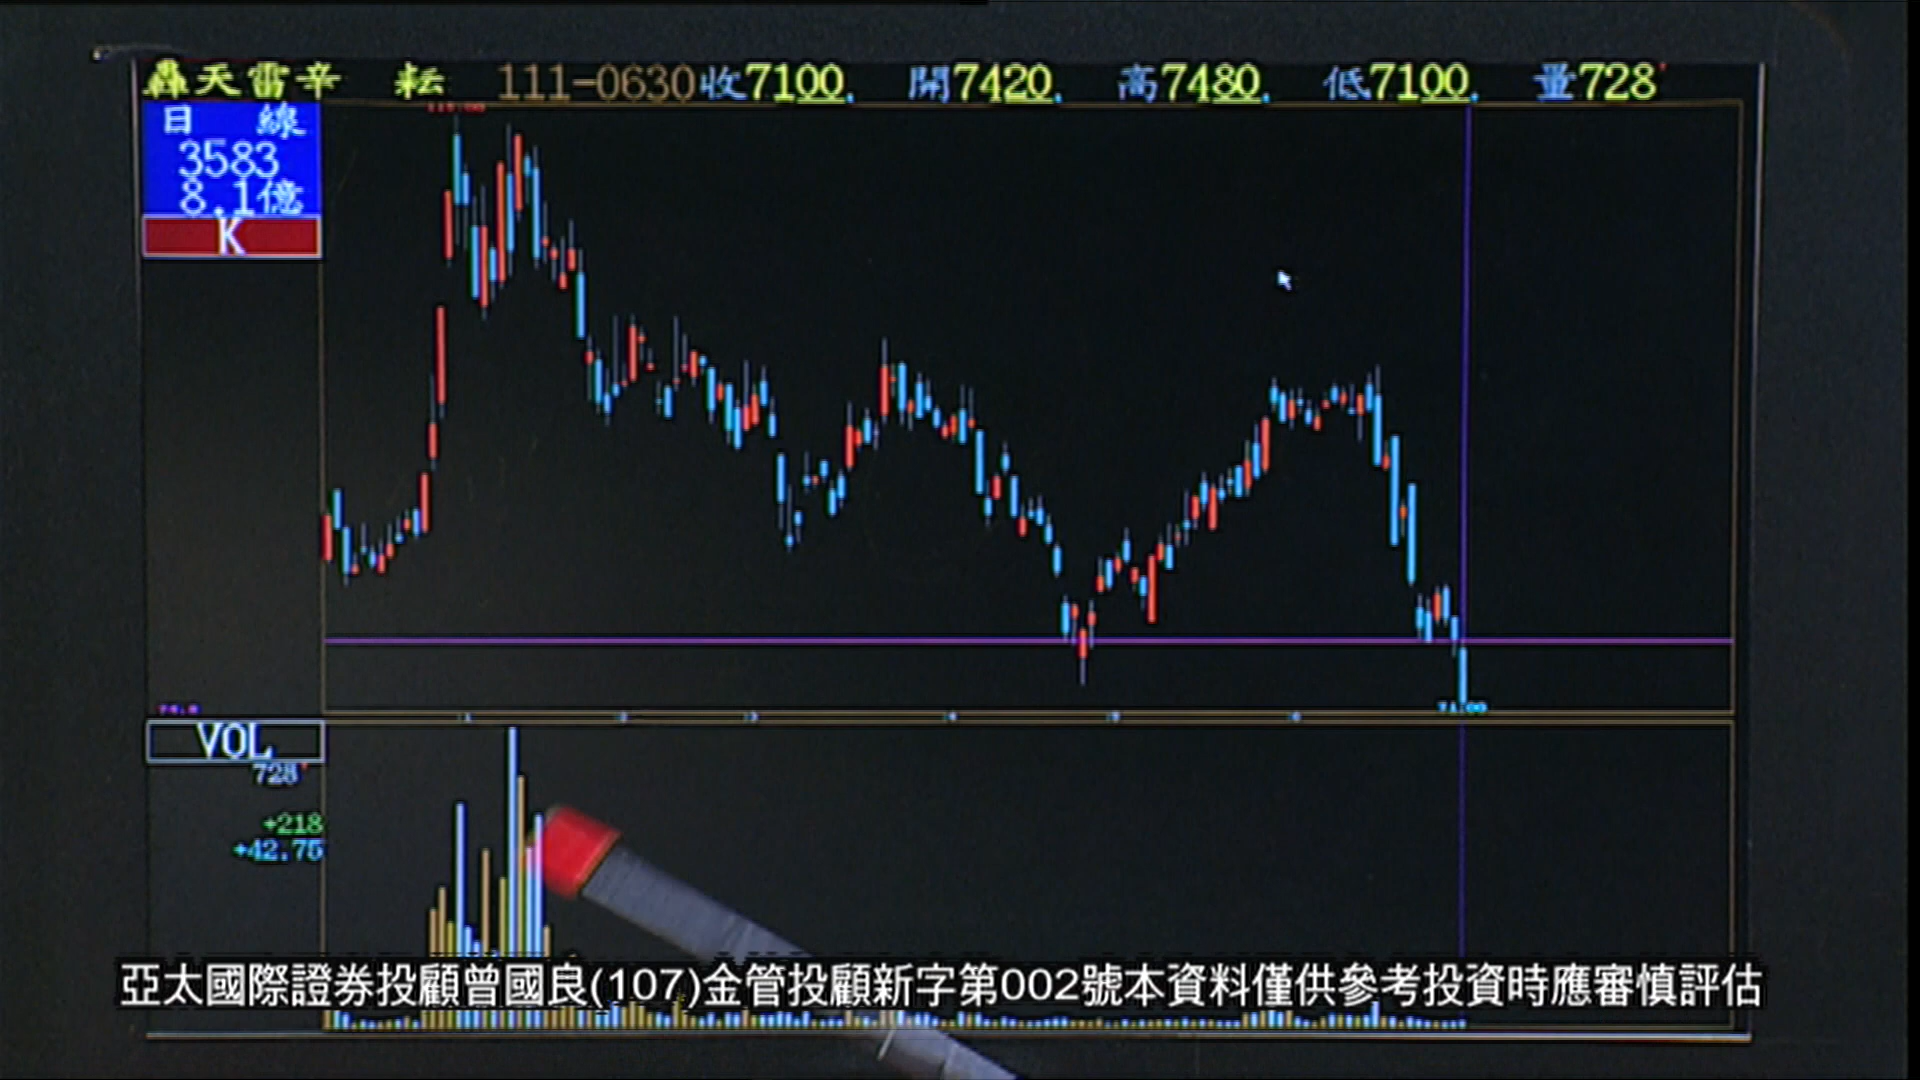 轟天雷辛 耘 111-0630收7100. 開7420. 高7480. 低7100. 量728
日 線
3583
8.1億
K
VOL
728
+218
+42.75
71.00
亞太國際證券投顧曾國良(107)金管投顧新字第002號本資料僅供參考投資時應審慎評估